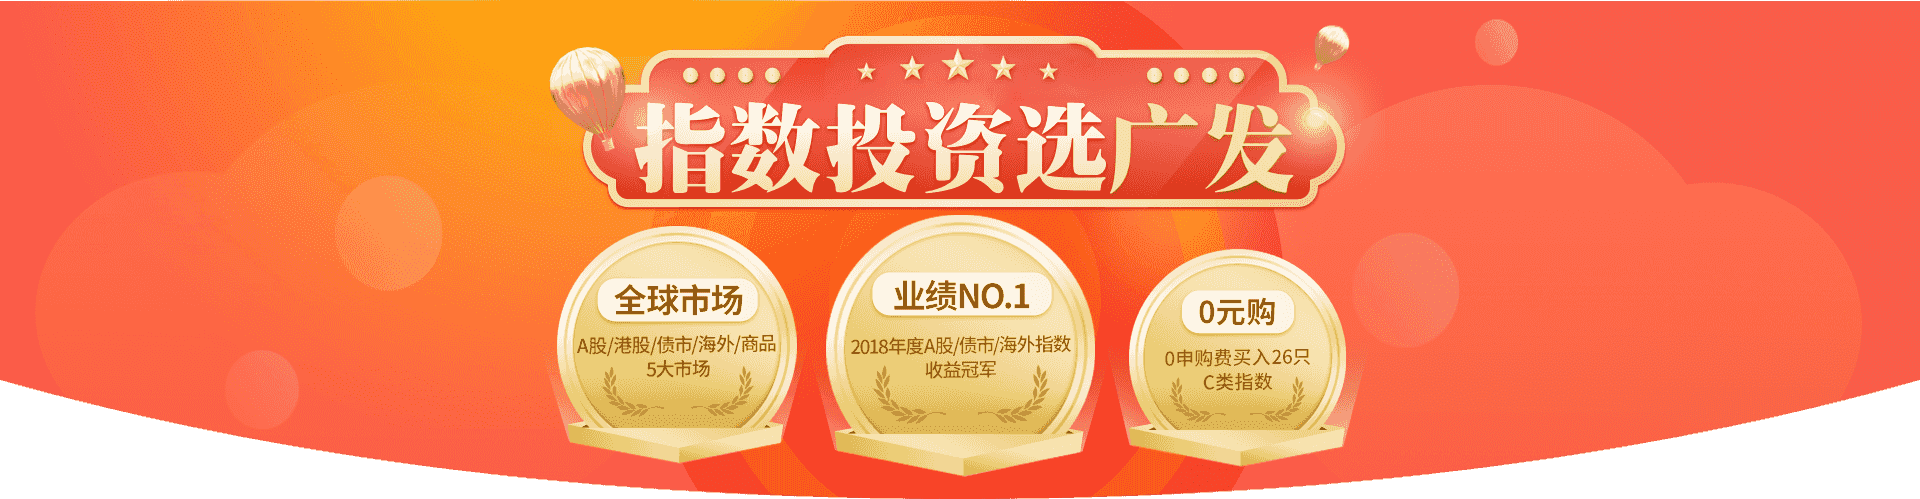 指数投资选广发
全球市场
A股/港股/债市/海外/商品
5大市场
业绩NO.1
2018年度A股/债市/海外指数
收益冠军
0元购
0申购费买入26只
C类指数